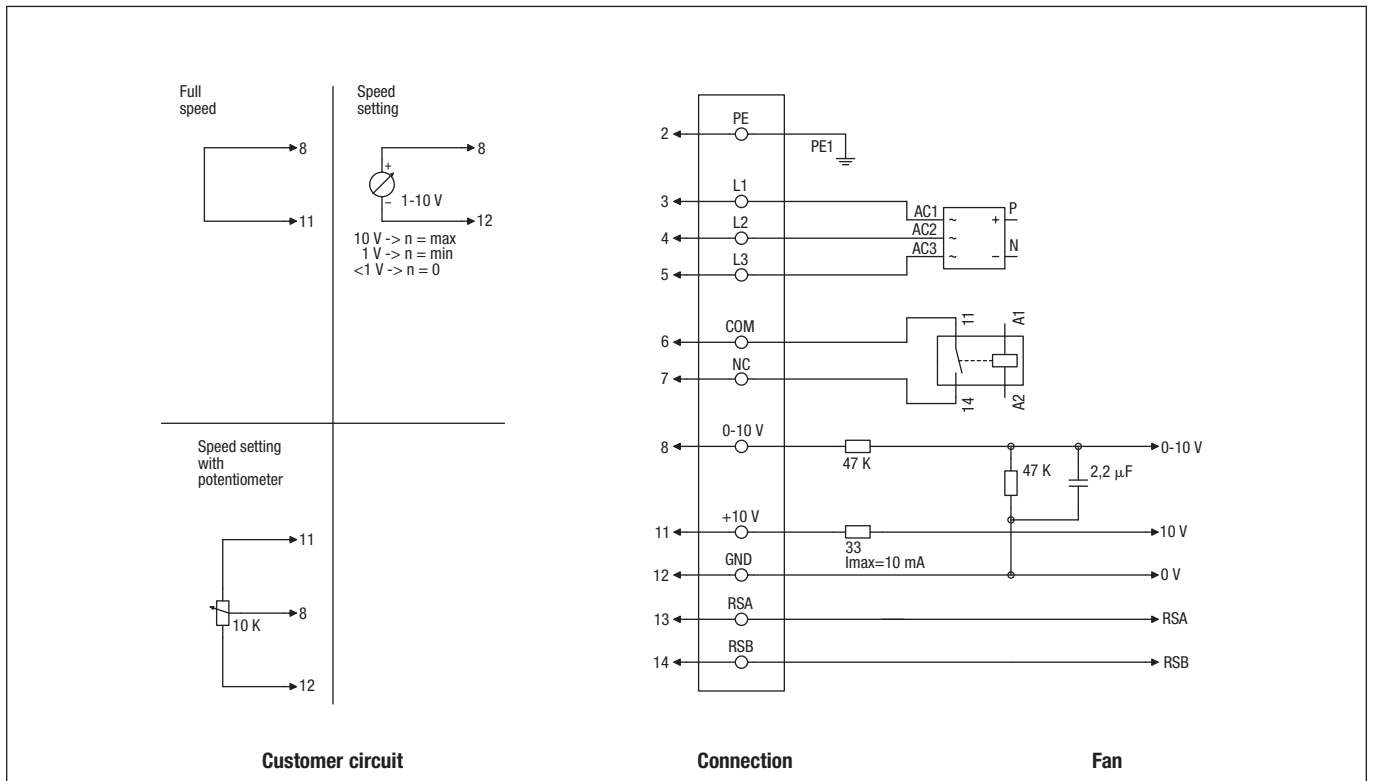 Full
speed
8
11
Speed
setting
+
8
1-10 V
–
12
10 V -> n = max
1 V -> n = min
<1 V -> n = 0
Speed setting
with
potentiometer
11
8
10 K
12
Customer circuit
2
PE
PE1
3
L1
4
L2
5
L3
AC1
~
+
P
AC2
~
AC3
~
–
N
6
COM
11
A1
7
NC
14
A2
8
0-10 V
47 K
47 K
2,2 µF
0-10 V
11
+10 V
33
Imax=10 mA
10 V
12
GND
0 V
13
RSA
RSA
14
RSB
RSB
Connection
Fan